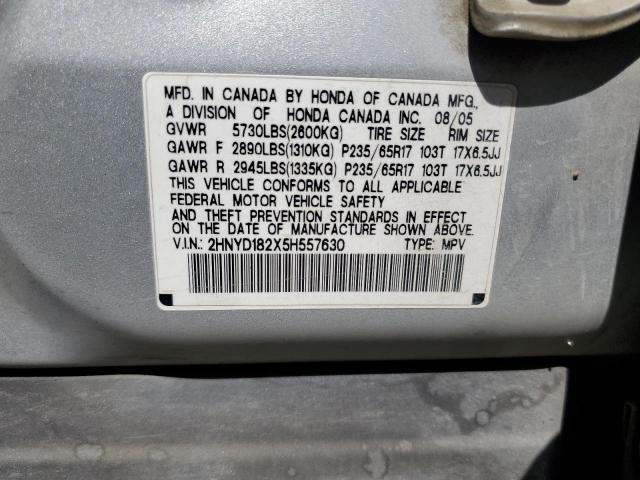 MFD. IN CANADA BY HONDA OF CANADA MFG.,
A DIVISION OF HONDA CANADA INC. 08/05
GVWR 5730LBS(2600KG) TIRE SIZE RIM SIZE
GAWR F 2890LBS(1310KG) P235/65R17 103T 17X6.5JJ
GAWR R 2945LBS(1335KG) P235/65R17 103T 17X6.5JJ
THIS VEHICLE CONFORMS TO ALL APPLICABLE
FEDERAL MOTOR VEHICLE SAFETY
AND THEFT PREVENTION STANDARDS IN EFFECT
ON THE DATE OF MANUFACTURE SHOWN ABOVE.
V.I.N.: 2HNYD182X5H557630 TYPE: MPV